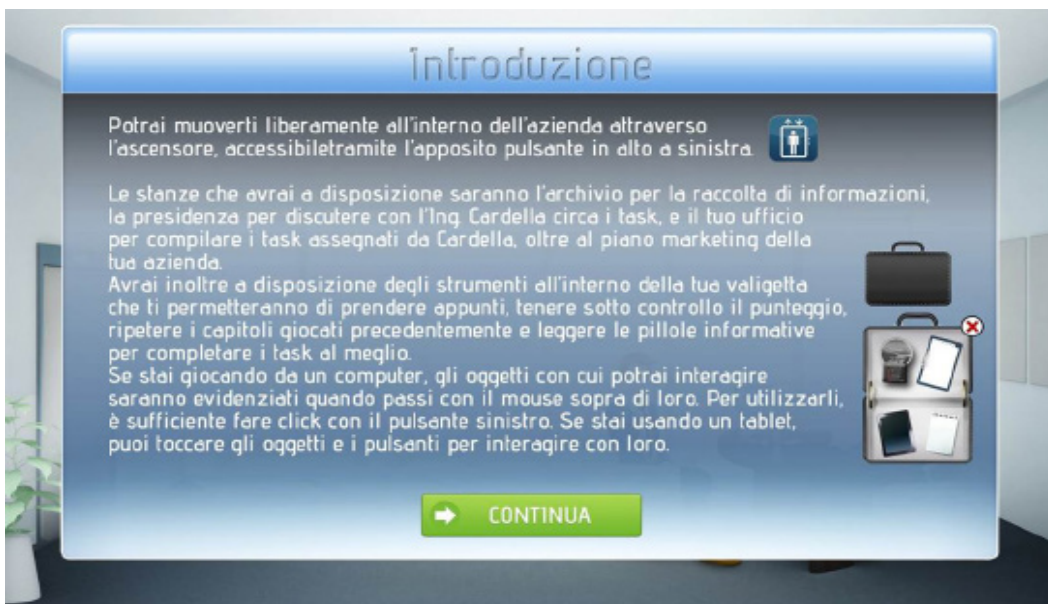 Introduzione
Potrai muoverti liberamente all'interno dell'azienda attraverso
l'ascensore, accessibiletramite l'apposito pulsante in alto a sinistra.
Le stanze che avrai a disposizione saranno l'archivio per la raccolta di informazioni,
la presidenza per discutere con l'Ing. Cardella circa i task, e il tuo ufficio
per compilare i task assegnati da Cardella, oltre al piano marketing della
tua azienda.
Avrai inoltre a disposizione degli strumenti all'interno della tua valigetta
che ti permetteranno di prendere appunti, tenere sotto controllo il punteggio,
ripetere i capitoli giocati precedentemente e leggere le pillole informative
per completare i task al meglio.
Se stai giocando da un computer, gli oggetti con cui potrai interagire
saranno evidenziati quando passi con il mouse sopra di loro. Per utilizzarli,
è sufficiente fare click con il pulsante sinistro. Se stai usando un tablet,
puoi toccare gli oggetti e i pulsanti per interagire con loro.
CONTINUA